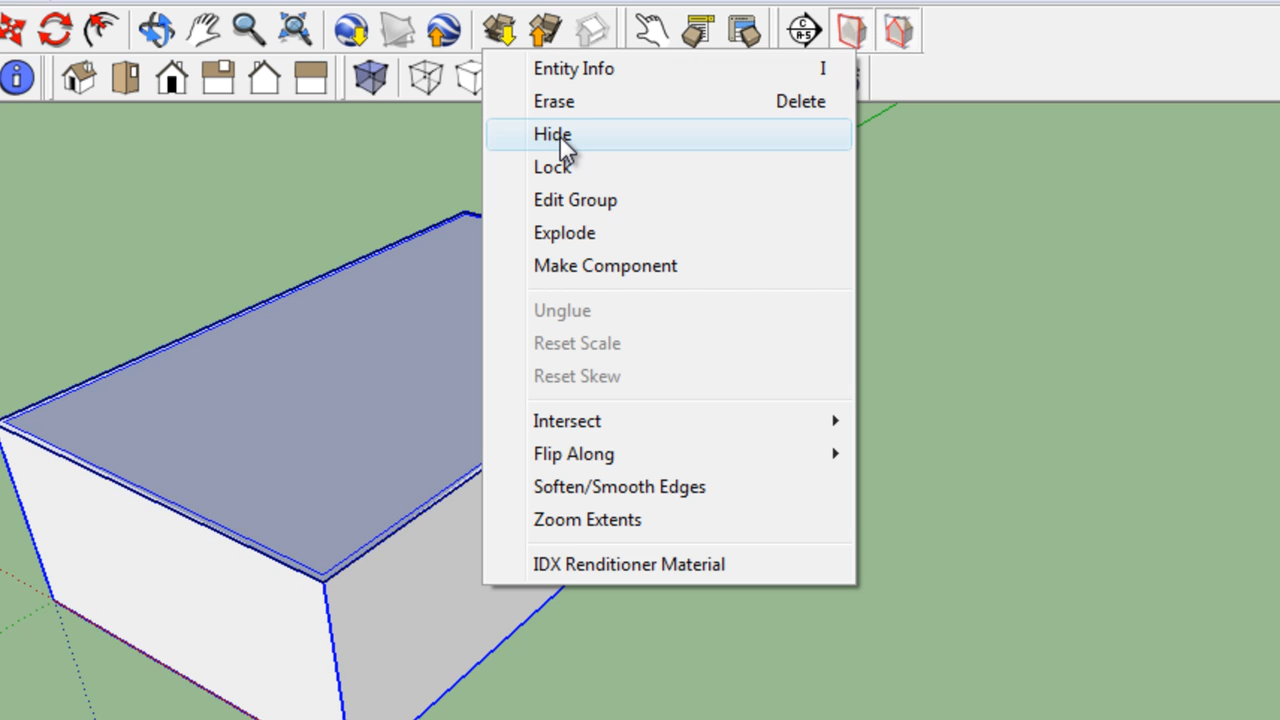 Entity Info I
Erase Delete
Hide
Lock
Edit Group
Explode
Make Component
Unglue
Reset Scale
Reset Skew
Intersect
Flip Along
Soften/Smooth Edges
Zoom Extents
IDX Renditioner Material